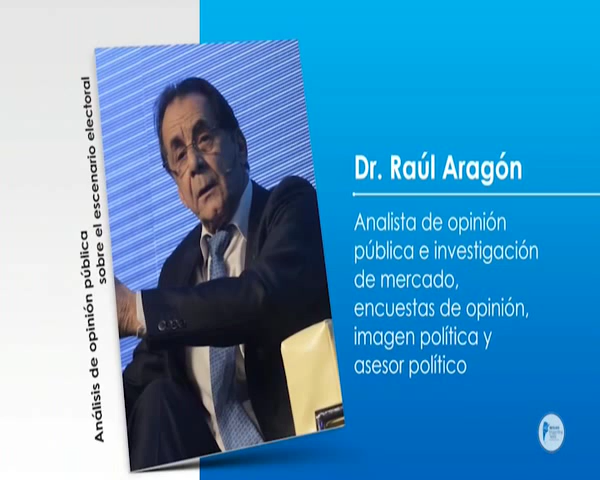 Análisis de opinión pública
sobre el escenario electoral
Dr. Raúl Aragón
Analista de opinión
pública e investigación
de mercado,
encuestas de opinión,
imagen política y
asesor político